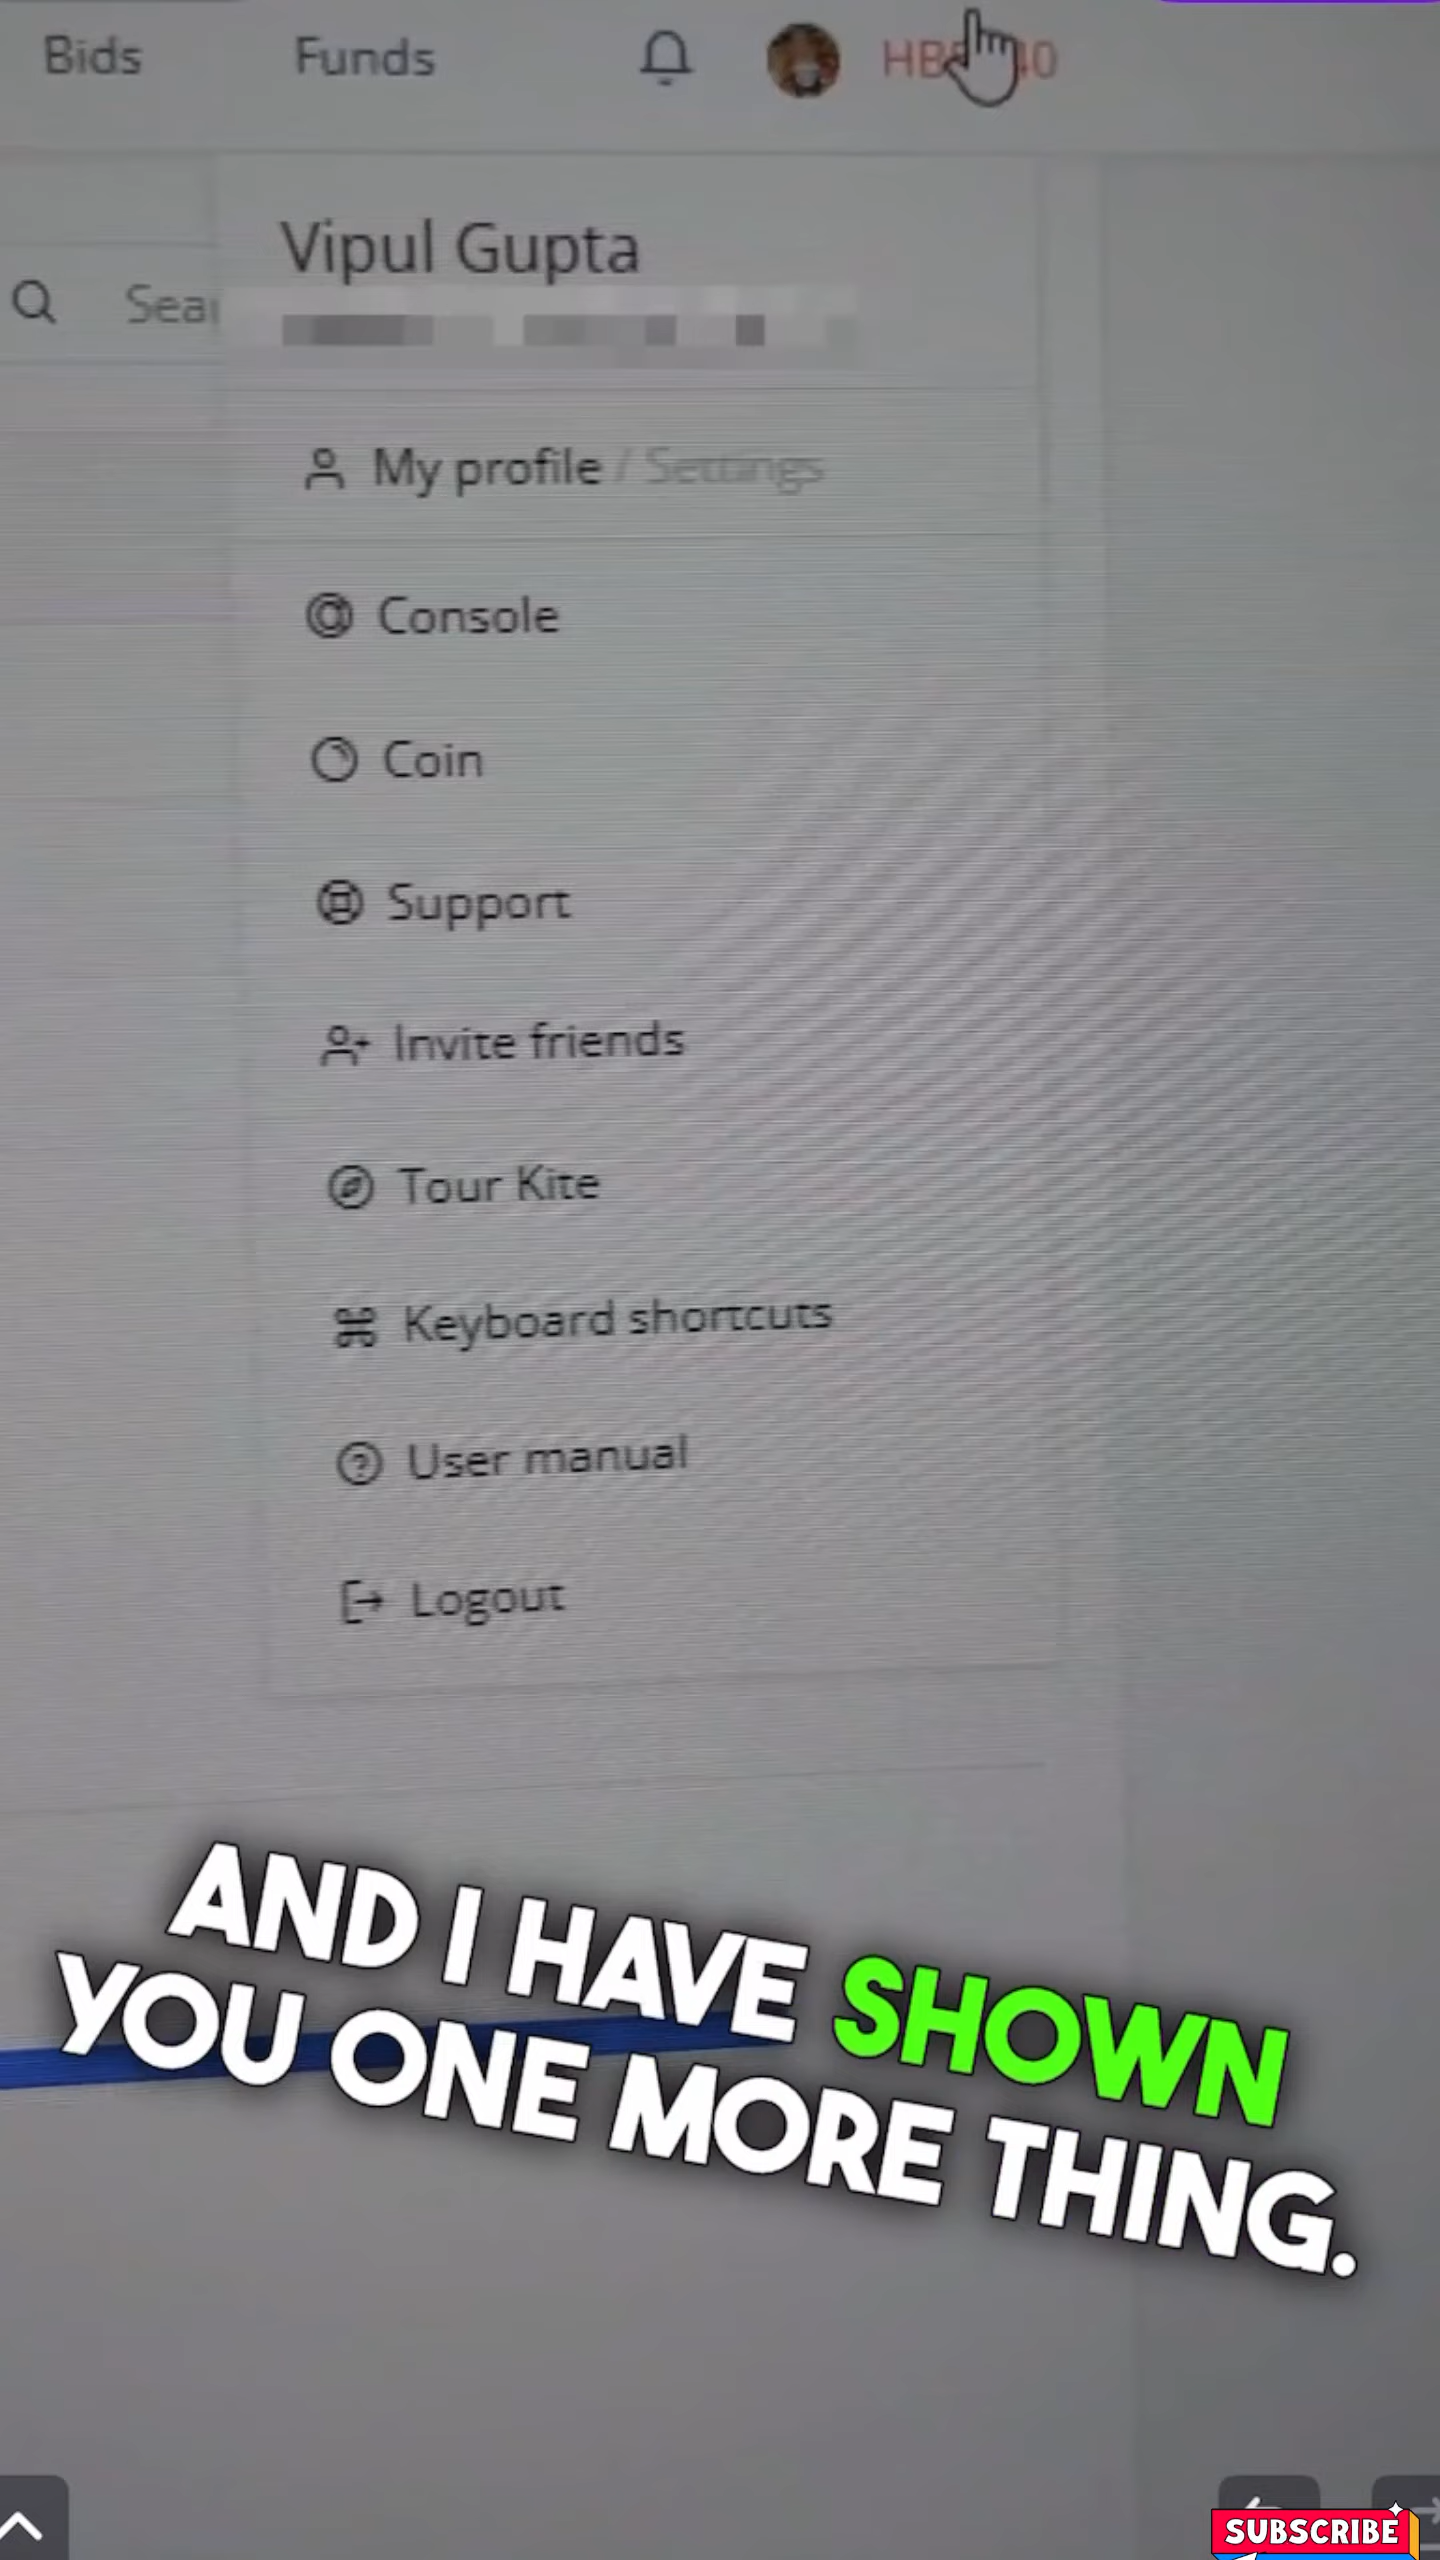 Bids Funds
Vipul Gupta
My profile / Settings
Console
Coin
Support
Invite friends
Tour Kite
Keyboard shortcuts
User manual
Logout
AND I HAVE SHOWN
YOU ONE MORE THING.
SUBSCRIBE